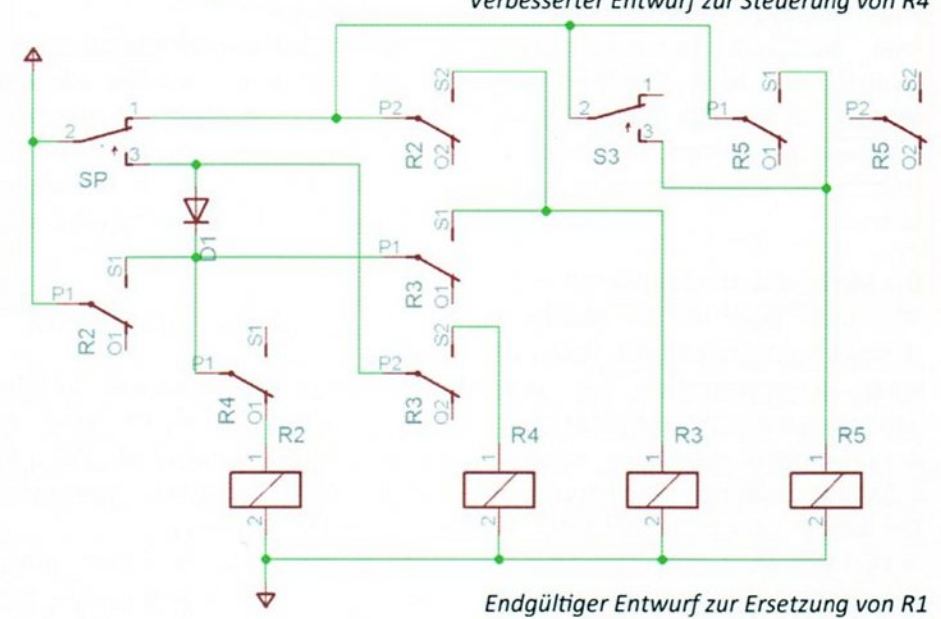 Verbesserter Entwurf zur Steuerung von R4
1
2
3
SP
D1
P1
S1
O1
R2
P1
S1
O1
R4
P2
S2
O2
R2
P1
S1
O1
R3
P2
S2
O2
R3
1
2
3
S3
P1
S1
O1
R5
P2
S2
O2
R5
R2
1
2
R4
1
2
R3
1
2
R5
1
2
Endgültiger Entwurf zur Ersetzung von R1